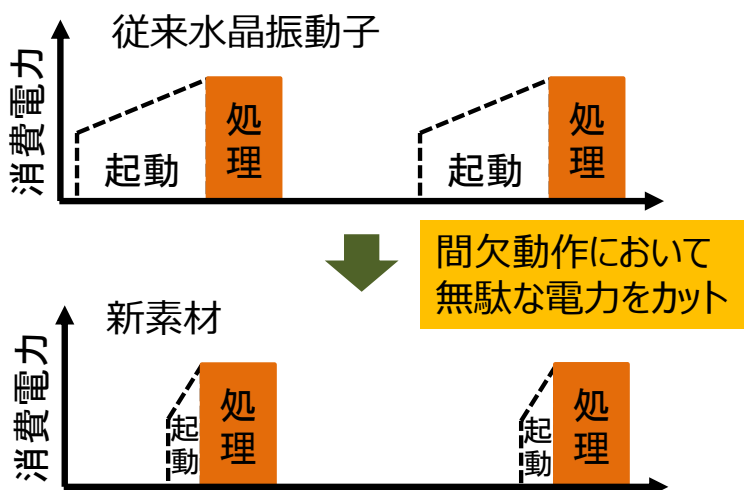 従来水晶振動子
消費電力
起動
処理
起動
処理
間欠動作において
無駄な電力をカット
新素材
消費電力
起動
処理
起動
処理